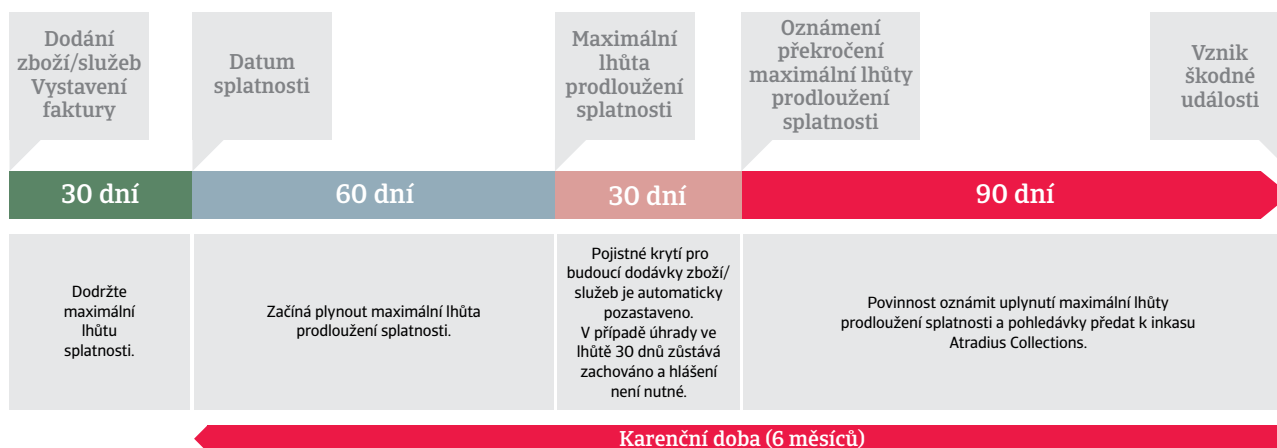 Dodání
zboží/služeb
Vystavení
faktury
Datum
splatnosti
Maximální
lhůta
prodloužení
splatnosti
Oznámení
překročení
maximální lhůty
prodloužení
splatnosti
Vznik
škodné
události
30 dní
60 dní
30 dní
90 dní
Dodržte
maximální
lhůtu
splatnosti.
Začíná plynout maximální lhůta
prodloužení splatnosti.
Pojistné krytí pro
budoucí dodávky zboží/
služeb je automaticky
pozastaveno.
V případě úhrady ve
lhůtě 30 dnů zůstává
zachováno a hlášení
není nutné.
Povinnost oznámit uplynutí maximální lhůty
prodloužení splatnosti a pohledávky předat k inkasu
Atradius Collections.
Karenční doba (6 měsíců)